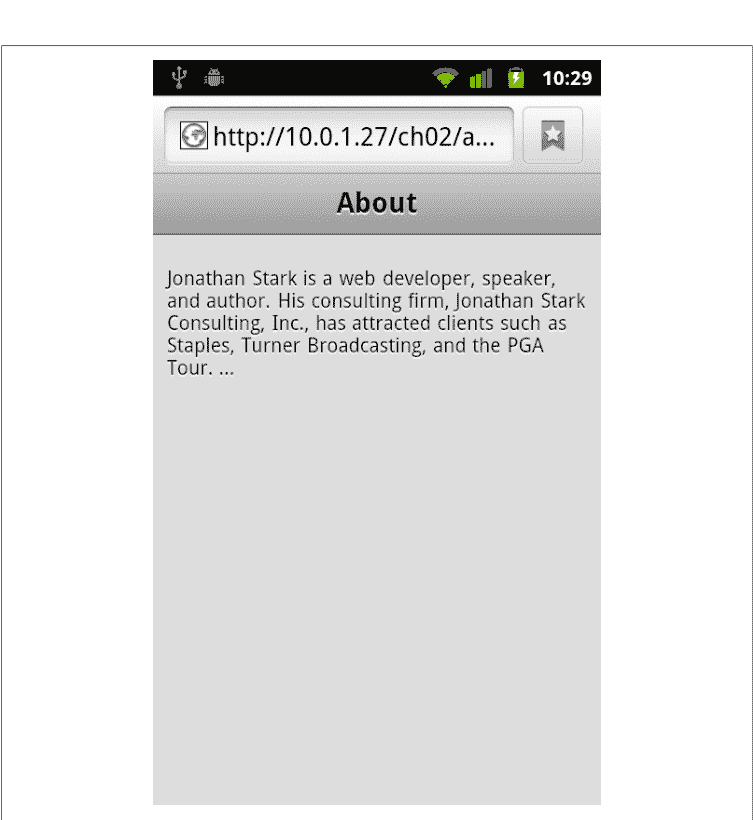 10:29
http://10.0.1.27/ch02/a...
About
Jonathan Stark is a web developer, speaker,
and author. His consulting firm, Jonathan Stark
Consulting, Inc., has attracted clients such as
Staples, Turner Broadcasting, and the PGA
Tour. ...